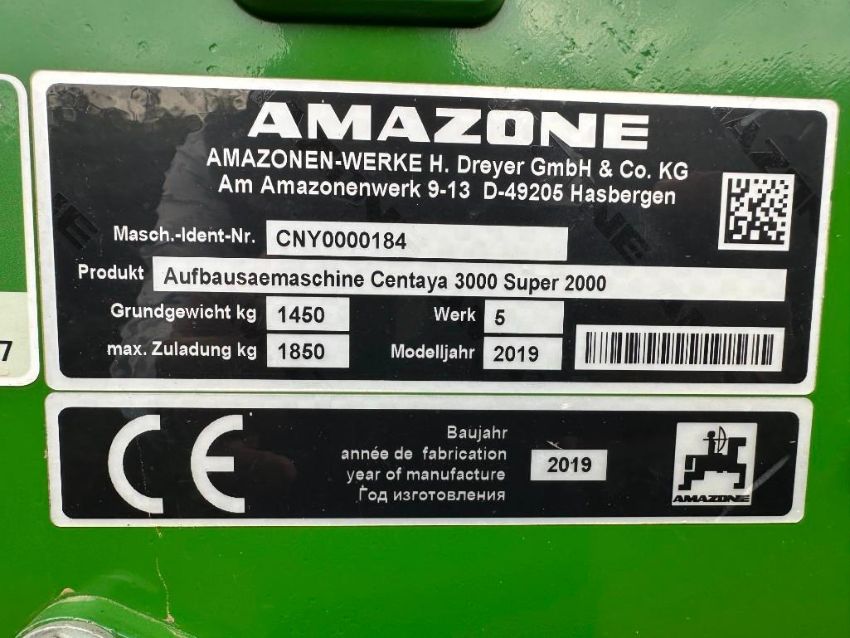 AMAZONE
AMAZONEN-WERKE H. Dreyer GmbH & Co. KG
Am Amazonenwerk 9-13 D-49205 Hasbergen
Masch.-Ident-Nr. CNY0000184
Produkt Aufbausaemaschine Centaya 3000 Super 2000
Grundgewicht kg 1450 Werk 5
max. Zuladung kg 1850 Modelljahr 2019
7
CE
Baujahr
année de fabrication
year of manufacture
Год изготовления
2019
AMAZONE